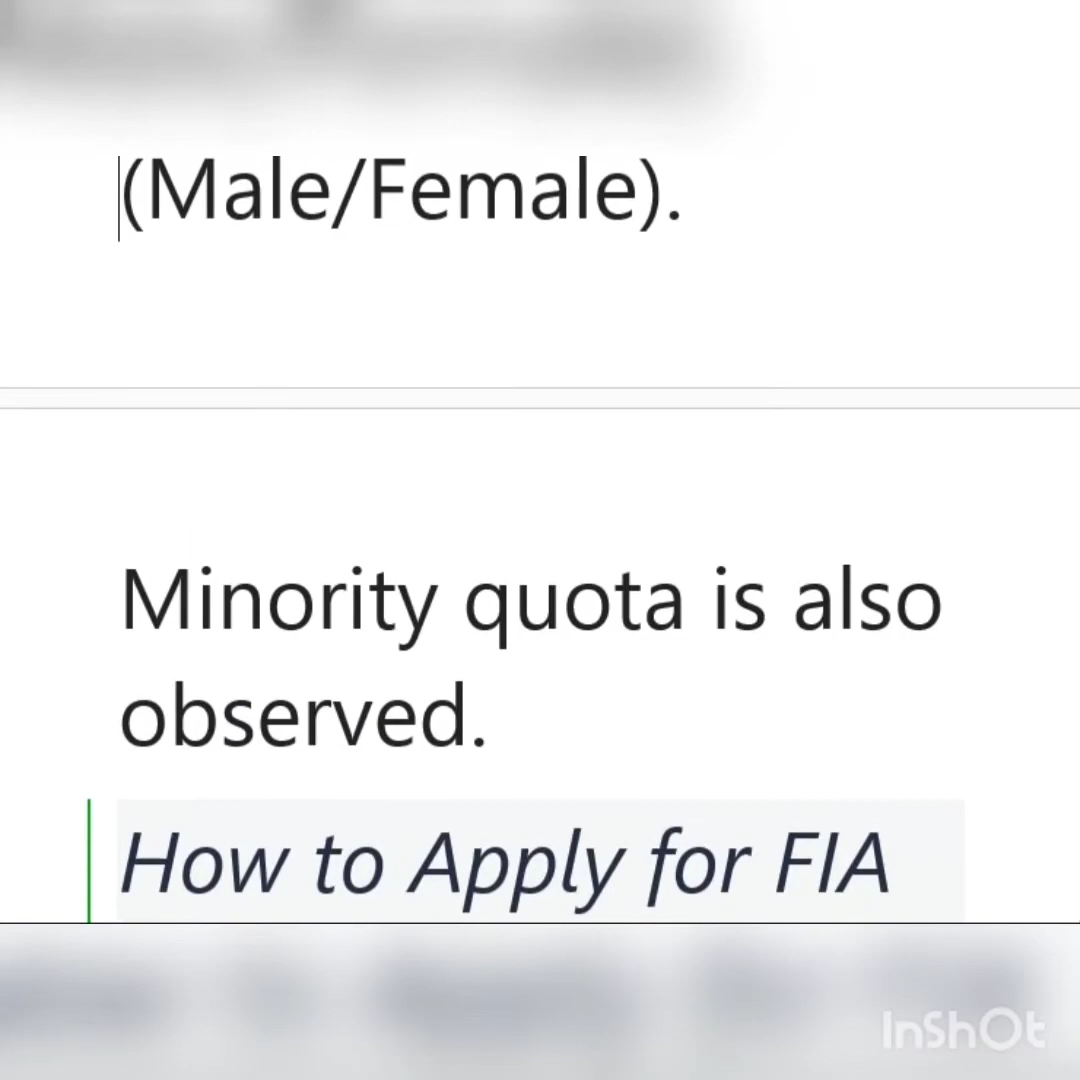 (Male/Female).
Minority quota is also
observed.
How to Apply for FIA
InShOt